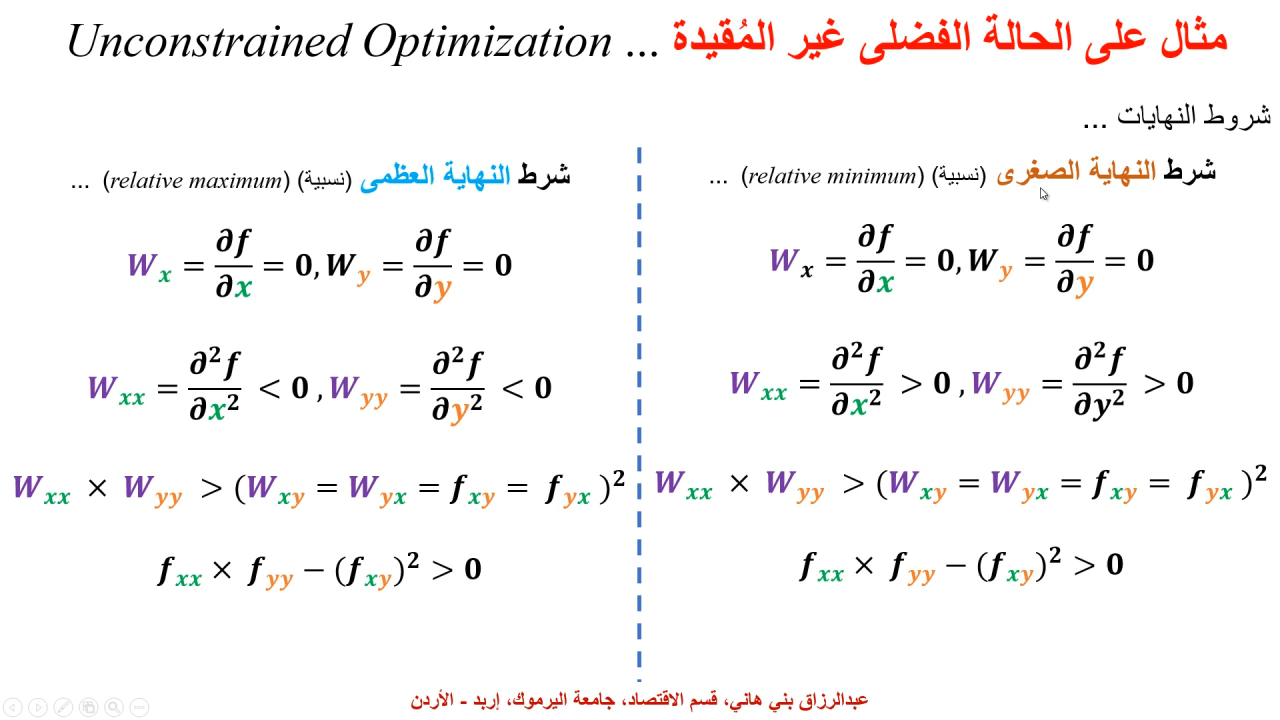 مثال على الحالة الفضلى غير المُقيدة ... Unconstrained Optimization
شروط النهايات ...
شرط النهاية الصغرى (نسبية) (relative minimum) ...
W_x = ∂f/∂x = 0, W_y = ∂f/∂y = 0
W_xx = ∂²f/∂x² > 0 , W_yy = ∂²f/∂y² > 0
W_xx × W_yy > (W_xy = W_yx = f_xy = f_yx )²
f_xx × f_yy − (f_xy)² > 0
شرط النهاية العظمى (نسبية) (relative maximum) ...
W_x = ∂f/∂x = 0, W_y = ∂f/∂y = 0
W_xx = ∂²f/∂x² < 0 , W_yy = ∂²f/∂y² < 0
W_xx × W_yy > (W_xy = W_yx = f_xy = f_yx )²
f_xx × f_yy − (f_xy)² > 0
عبدالرزاق بني هاني، قسم الاقتصاد، جامعة اليرموك، إربد - الأردن